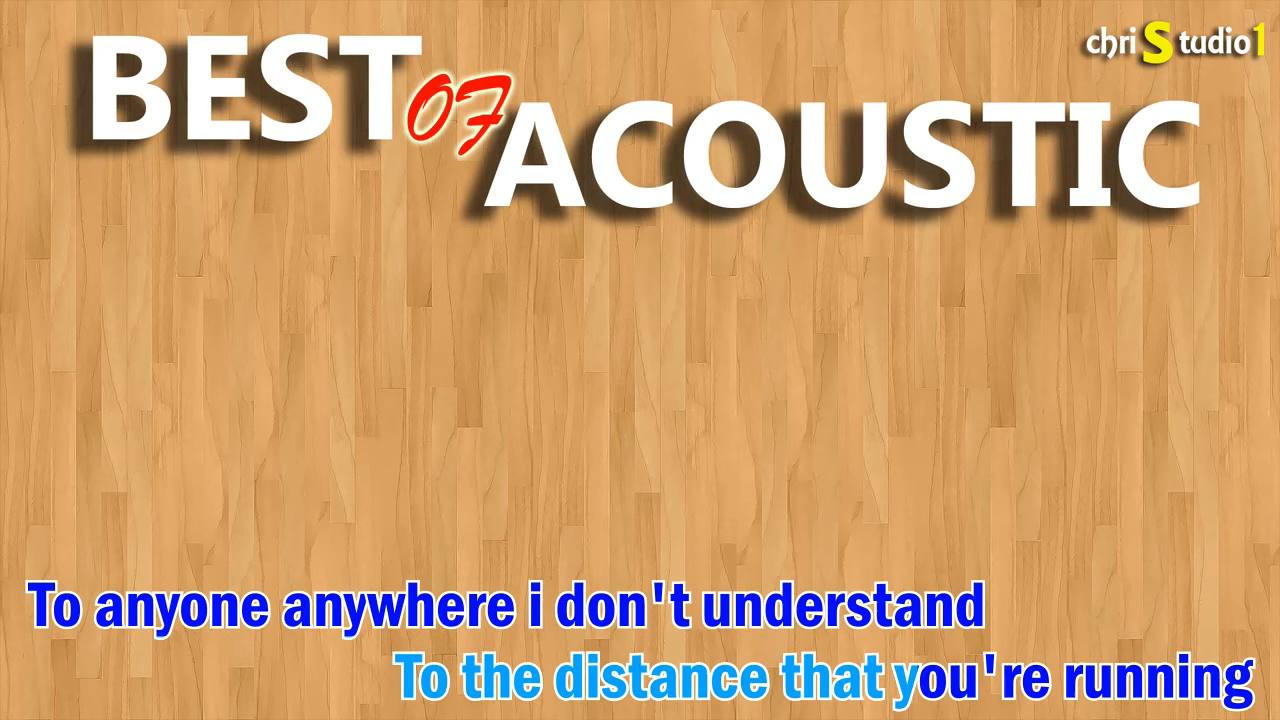 BEST OF ACOUSTIC
chriStudio1
To anyone anywhere i don't understand
To the distance that you're running